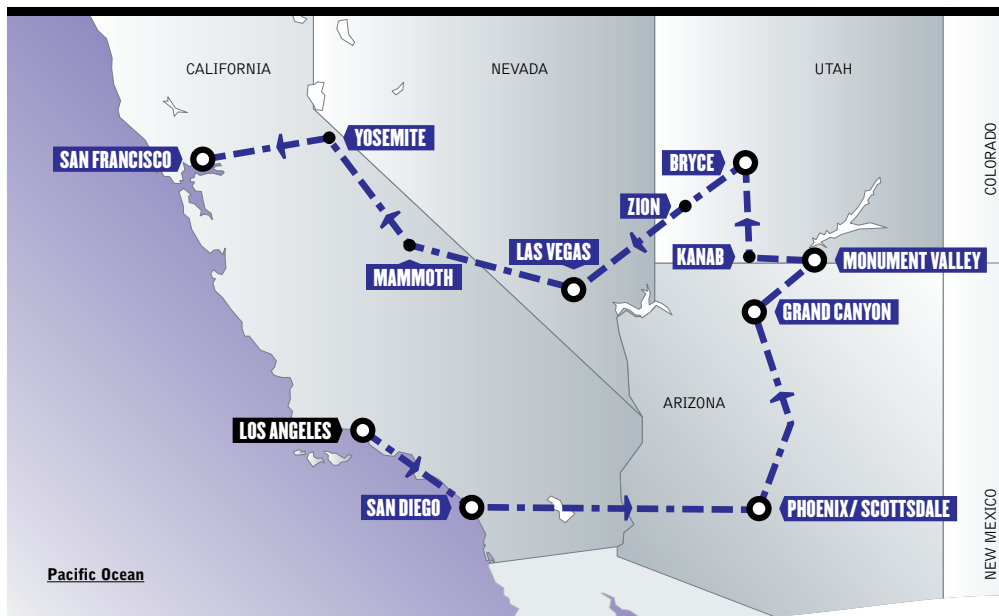 CALIFORNIA
NEVADA
UTAH
COLORADO
YOSEMITE
SAN FRANCISCO
BRYCE
ZION
LAS VEGAS
KANAB
MONUMENT VALLEY
MAMMOTH
GRAND CANYON
ARIZONA
LOS ANGELES
SAN DIEGO
PHOENIX/ SCOTTSDALE
NEW MEXICO
Pacific Ocean